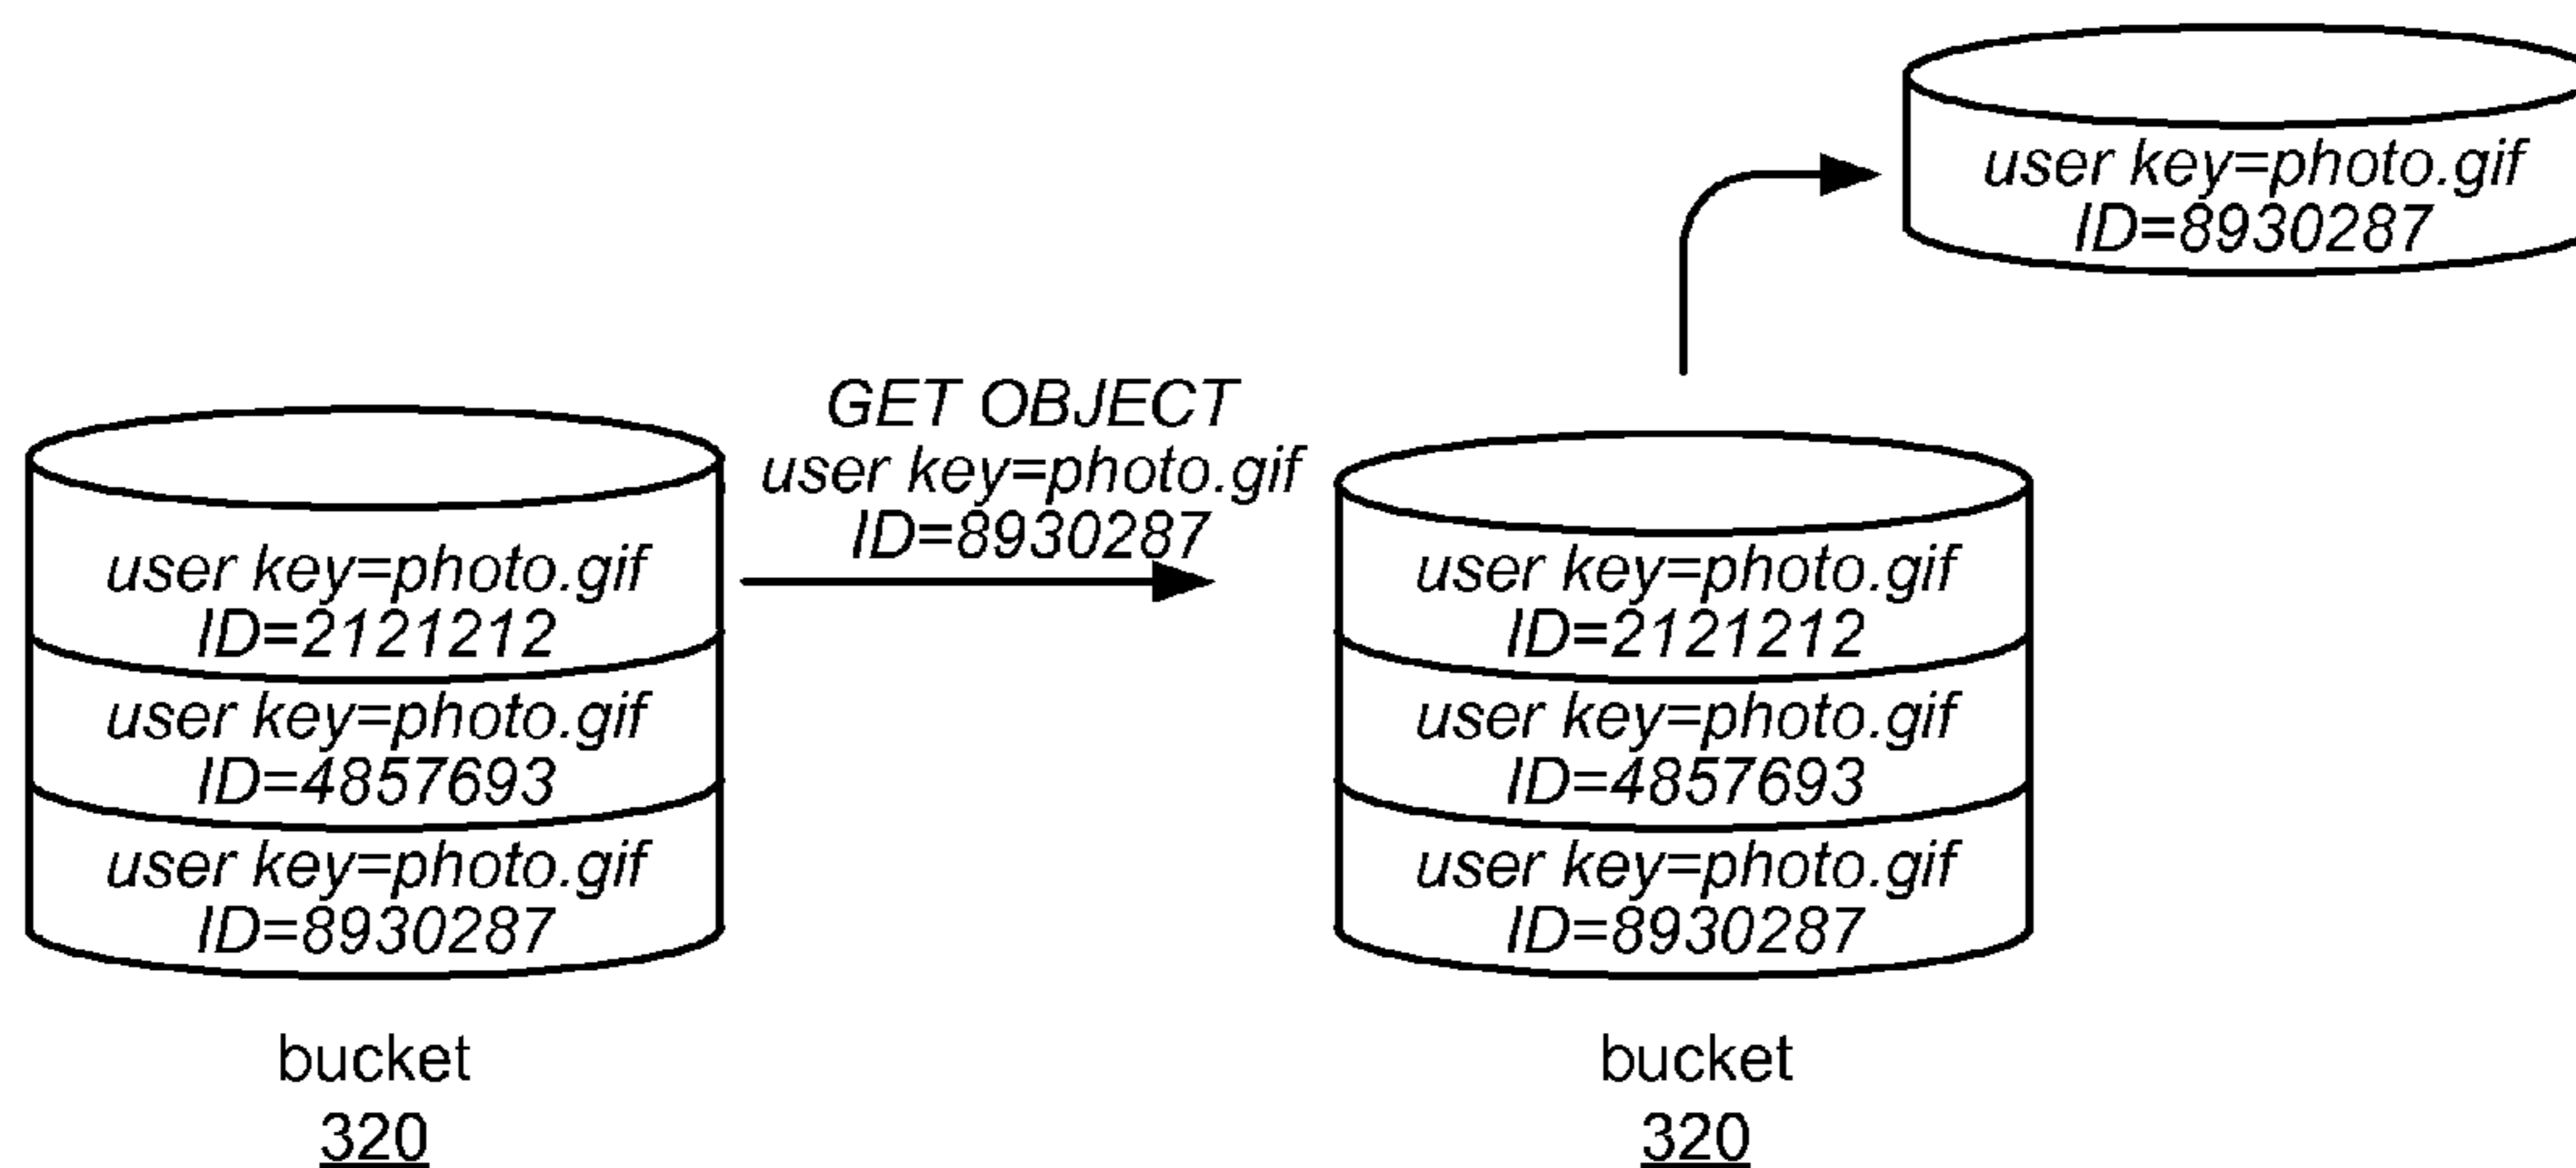 user key=photo.gif
ID=8930287
GET OBJECT
user key=photo.gif
ID=8930287
user key=photo.gif
ID=2121212
user key=photo.gif
ID=4857693
user key=photo.gif
ID=8930287
bucket
320
user key=photo.gif
ID=2121212
user key=photo.gif
ID=4857693
user key=photo.gif
ID=8930287
bucket
320